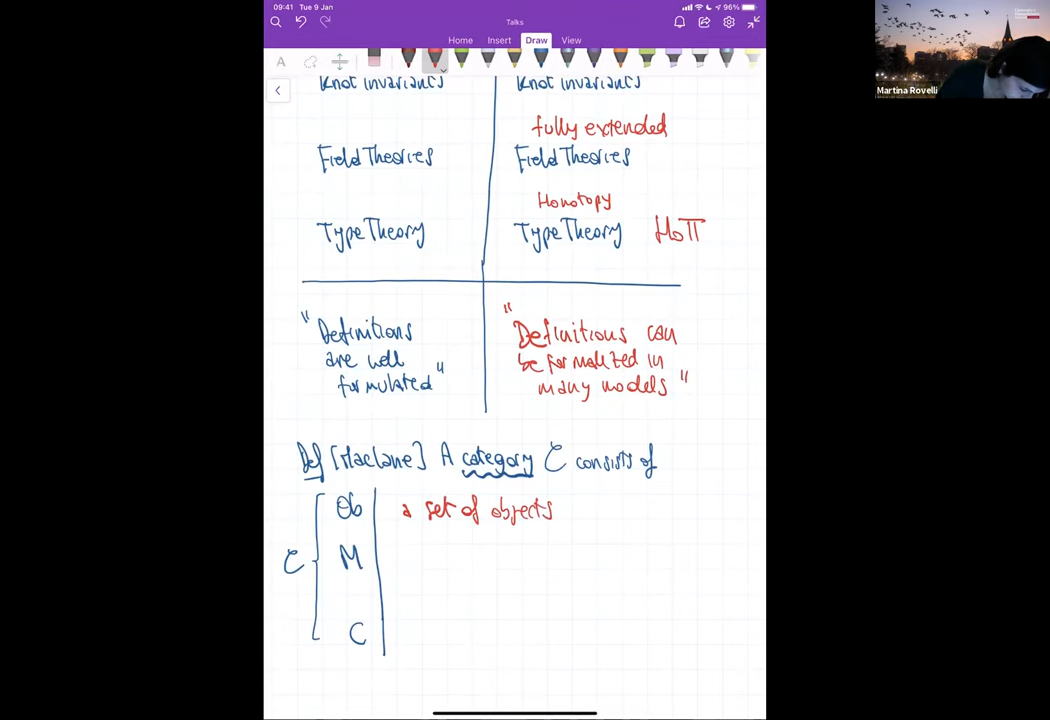 09:41 Tue 9 Jan
96%
Talks
Home Insert Draw View
Knot invariants
Knot invariants
fully extended
Field Theories
Field Theories
Homotopy
Type Theory
Type Theory HoTT
"Definitions
are well
formulated"
"Definitions can
be formalized in
many models"
Def [MacLane] A category C consists of
Ob a set of objects
C
M
C
Martina Rovelli